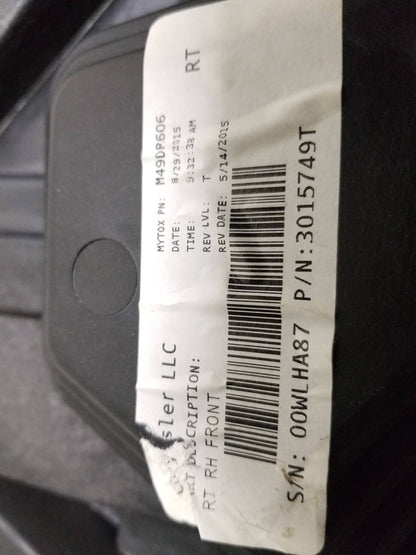 sler LLC
DESCRIPTION:
RT RH FRONT
MYTOX PN: M49DP606
DATE: 8/29/2015
TIME: 9:32:38 AM
REV LVL: T
REV DATE: 5/14/2015
RT
S/N: 00WLHA87 P/N:3015749T